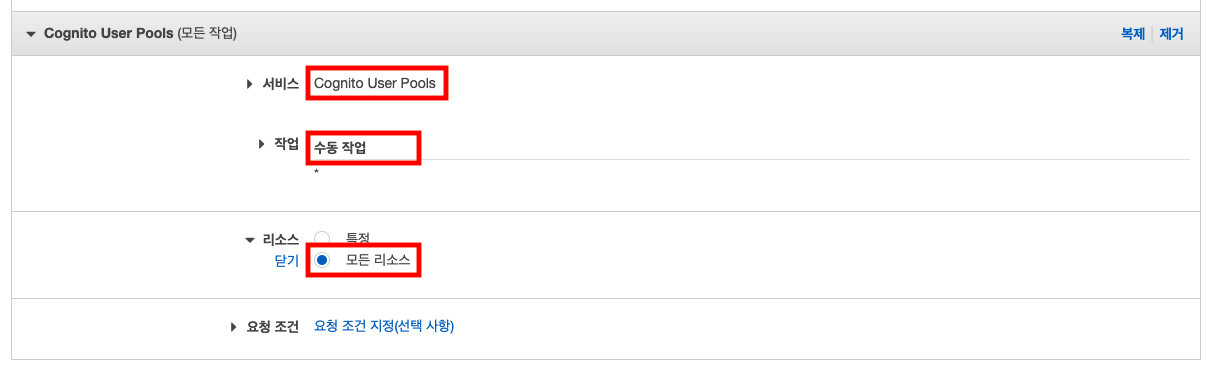 Cognito User Pools (모든 작업) 복제 제거
서비스 Cognito User Pools
작업 수동 작업
*
리소스 특정
닫기 모든 리소스
요청 조건 요청 조건 지정(선택 사항)